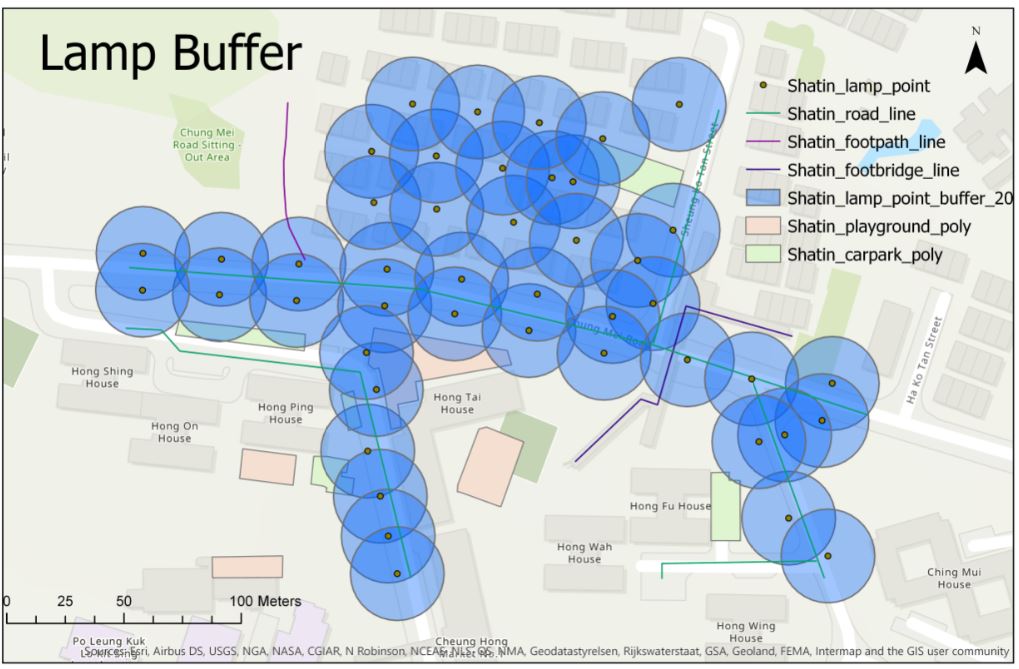 Lamp Buffer
N
Shatin_lamp_point
Shatin_road_line
Shatin_footpath_line
Shatin_footbridge_line
Shatin_lamp_point_buffer_20
Shatin_playground_poly
Shatin_carpark_poly
Chung Mei
Road Sitting -
Out Area
il
Sheung Ko Tan Street
Chung Mei Road
Ha Ko Tan Street
Hong Shing
House
Hong Ping
House
Hong Tai
House
Hong On
House
Hong Fu House
Hong Wah
House
Ching Mui
House
Hong Wing
House
0 25 50 100 Meters
Po Leung Kuk
Cheung Hong
Sources: Esri, Airbus DS, USGS, NGA, NASA, CGIAR, N Robinson, NCEAS, NLS, OS, NMA, Geodatastyrelsen, Rijkswaterstaat, GSA, Geoland, FEMA, Intermap and the GIS user community